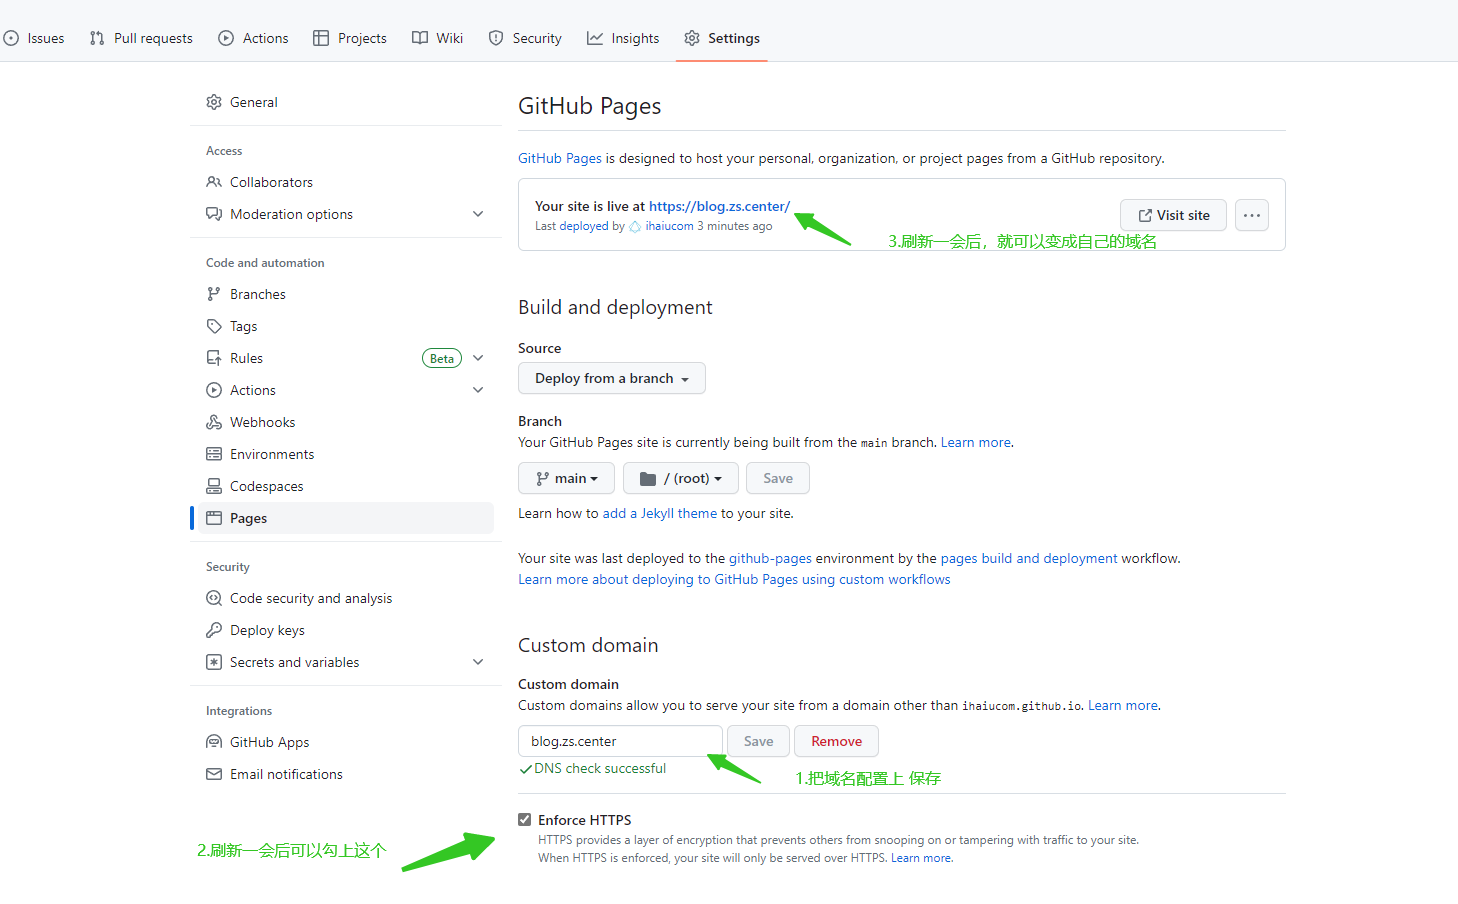 Issues
Pull requests
Actions
Projects
Wiki
Security
Insights
Settings
General
Access
Collaborators
Moderation options
Code and automation
Branches
Tags
Rules
Beta
Actions
Webhooks
Environments
Codespaces
Pages
Security
Code security and analysis
Deploy keys
Secrets and variables
Integrations
GitHub Apps
Email notifications
GitHub Pages
GitHub Pages is designed to host your personal, organization, or project pages from a GitHub repository.
Your site is live at https://blog.zs.center/
Last deployed by ihaiucom 3 minutes ago
Visit site
3.刷新一会后，就可以变成自己的域名
Build and deployment
Source
Deploy from a branch
Branch
Your GitHub Pages site is currently being built from the main branch. Learn more.
main
/ (root)
Save
Learn how to add a Jekyll theme to your site.
Your site was last deployed to the github-pages environment by the pages build and deployment workflow.
Learn more about deploying to GitHub Pages using custom workflows
Custom domain
Custom domain
Custom domains allow you to serve your site from a domain other than ihaiucom.github.io. Learn more.
blog.zs.center
Save
Remove
DNS check successful
1.把域名配置上 保存
Enforce HTTPS
HTTPS provides a layer of encryption that prevents others from snooping on or tampering with traffic to your site.
When HTTPS is enforced, your site will only be served over HTTPS. Learn more.
2.刷新一会后可以勾上这个